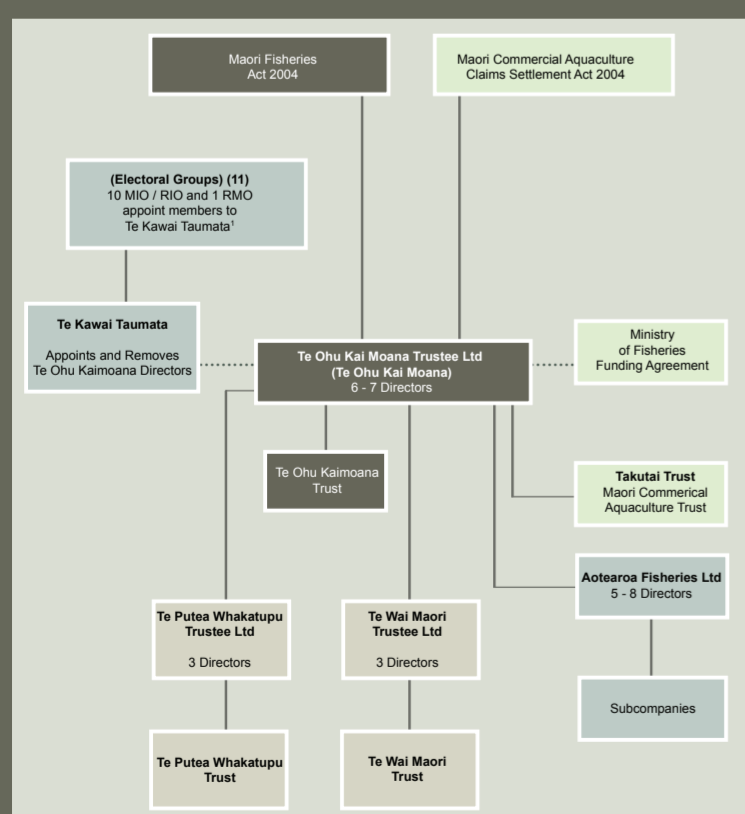 Maori Fisheries
Act 2004
Maori Commercial Aquaculture
Claims Settlement Act 2004
(Electoral Groups) (11)
10 MIO / RIO and 1 RMO
appoint members to
Te Kawai Taumata¹
Te Kawai Taumata
Appoints and Removes
Te Ohu Kaimoana Directors
Te Ohu Kai Moana Trustee Ltd
(Te Ohu Kai Moana)
6 - 7 Directors
Ministry
of Fisheries
Funding Agreement
Te Ohu Kaimoana
Trust
Takutai Trust
Maori Commerical
Aquaculture Trust
Aotearoa Fisheries Ltd
5 - 8 Directors
Te Putea Whakatupu
Trustee Ltd
3 Directors
Te Wai Maori
Trustee Ltd
3 Directors
Subcompanies
Te Putea Whakatupu
Trust
Te Wai Maori
Trust